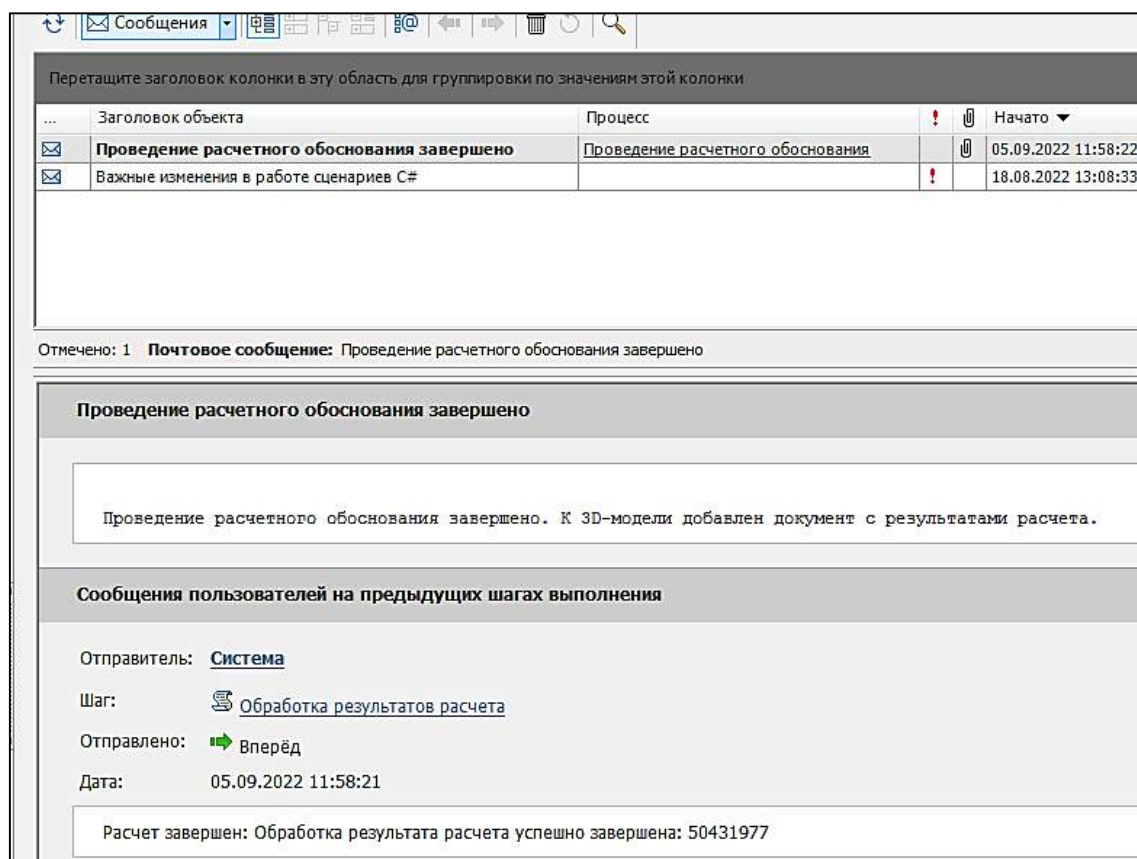 Сообщения
Перетащите заголовок колонки в эту область для группировки по значениям этой колонки
... Заголовок объекта Процесс ! Начато
Проведение расчетного обоснования завершено Проведение расчетного обоснования 05.09.2022 11:58:22
Важные изменения в работе сценариев C# ! 18.08.2022 13:08:33
Отмечено: 1 Почтовое сообщение: Проведение расчетного обоснования завершено
Проведение расчетного обоснования завершено
Проведение расчетного обоснования завершено. К 3D-модели добавлен документ с результатами расчета.
Сообщения пользователей на предыдущих шагах выполнения
Отправитель: Система
Шаг: Обработка результатов расчета
Отправлено: Вперёд
Дата: 05.09.2022 11:58:21
Расчет завершен: Обработка результата расчета успешно завершена: 50431977